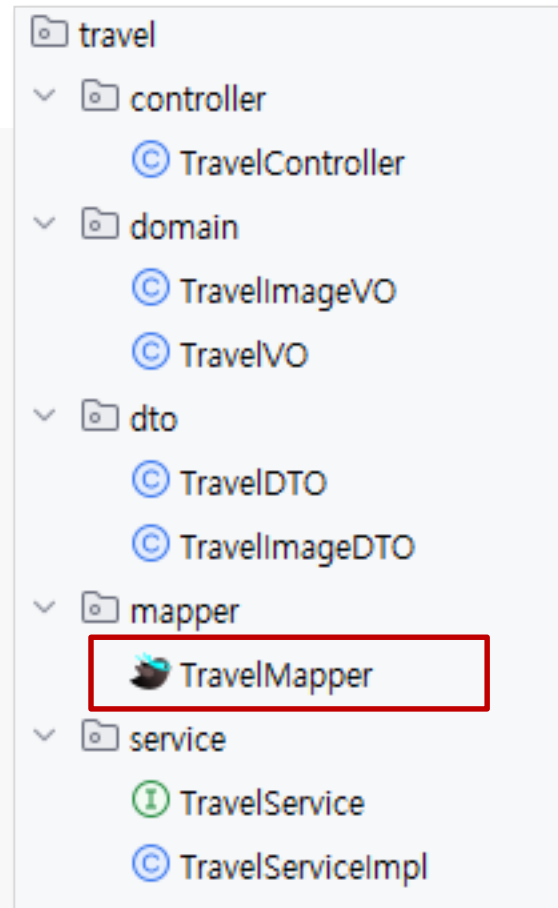 travel
controller
C TravelController
domain
C TravelImageVO
C TravelVO
dto
C TravelDTO
C TravelImageDTO
mapper
TravelMapper
service
I TravelService
C TravelServiceImpl